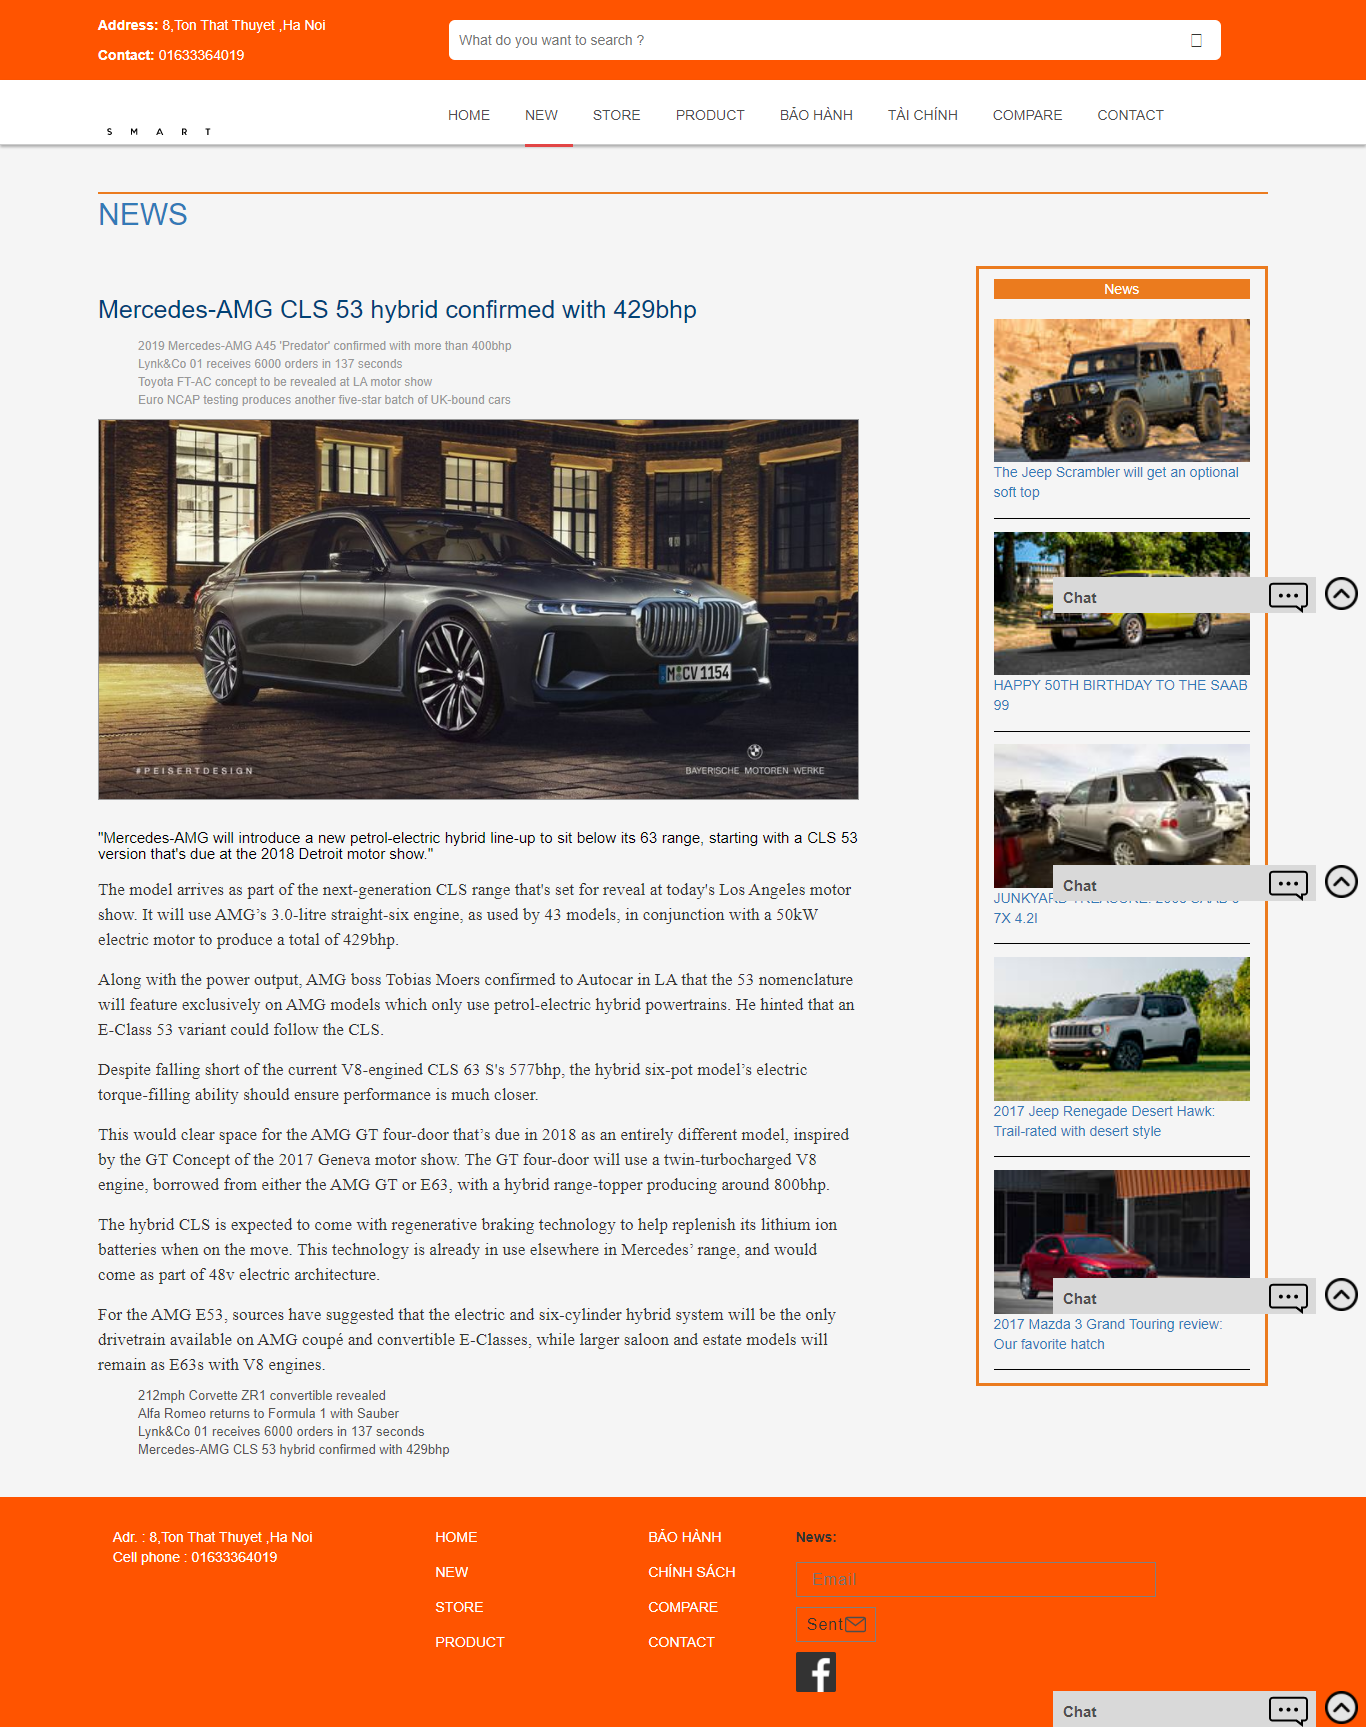 Address: 8,Ton That Thuyet ,Ha Noi
Contact: 01633364019
What do you want to search ?
SMART
HOME
NEW
STORE
PRODUCT
BẢO HÀNH
TÀI CHÍNH
COMPARE
CONTACT
NEWS
Mercedes-AMG CLS 53 hybrid confirmed with 429bhp
2019 Mercedes-AMG A45 'Predator' confirmed with more than 400bhp
Lynk&Co 01 receives 6000 orders in 137 seconds
Toyota FT-AC concept to be revealed at LA motor show
Euro NCAP testing produces another five-star batch of UK-bound cars
M CV 1154
#PEISERTDESIGN
BAYERISCHE MOTOREN WERKE
"Mercedes-AMG will introduce a new petrol-electric hybrid line-up to sit below its 63 range, starting with a CLS 53
version that's due at the 2018 Detroit motor show."
The model arrives as part of the next-generation CLS range that's set for reveal at today's Los Angeles motor
show. It will use AMG’s 3.0-litre straight-six engine, as used by 43 models, in conjunction with a 50kW
electric motor to produce a total of 429bhp.
Along with the power output, AMG boss Tobias Moers confirmed to Autocar in LA that the 53 nomenclature
will feature exclusively on AMG models which only use petrol-electric hybrid powertrains. He hinted that an
E-Class 53 variant could follow the CLS.
Despite falling short of the current V8-engined CLS 63 S's 577bhp, the hybrid six-pot model’s electric
torque-filling ability should ensure performance is much closer.
This would clear space for the AMG GT four-door that’s due in 2018 as an entirely different model, inspired
by the GT Concept of the 2017 Geneva motor show. The GT four-door will use a twin-turbocharged V8
engine, borrowed from either the AMG GT or E63, with a hybrid range-topper producing around 800bhp.
The hybrid CLS is expected to come with regenerative braking technology to help replenish its lithium ion
batteries when on the move. This technology is already in use elsewhere in Mercedes’ range, and would
come as part of 48v electric architecture.
For the AMG E53, sources have suggested that the electric and six-cylinder hybrid system will be the only
drivetrain available on AMG coupé and convertible E-Classes, while larger saloon and estate models will
remain as E63s with V8 engines.
212mph Corvette ZR1 convertible revealed
Alfa Romeo returns to Formula 1 with Sauber
Lynk&Co 01 receives 6000 orders in 137 seconds
Mercedes-AMG CLS 53 hybrid confirmed with 429bhp
News
The Jeep Scrambler will get an optional
soft top
Chat
HAPPY 50TH BIRTHDAY TO THE SAAB
99
Chat
JUNKYARD
7X 4.2I
2017 Jeep Renegade Desert Hawk:
Trail-rated with desert style
Chat
2017 Mazda 3 Grand Touring review:
Our favorite hatch
Adr. : 8,Ton That Thuyet ,Ha Noi
Cell phone : 01633364019
HOME
NEW
STORE
PRODUCT
BẢO HÀNH
CHÍNH SÁCH
COMPARE
CONTACT
News:
Email
Sent
Chat